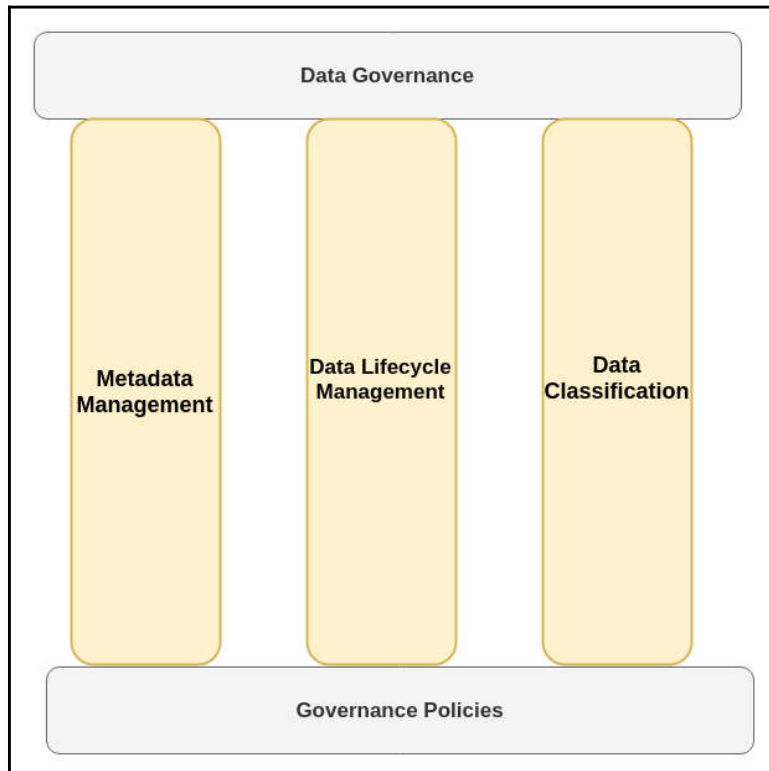 Data Governance
Metadata
Management
Data Lifecycle
Management
Data
Classification
Governance Policies